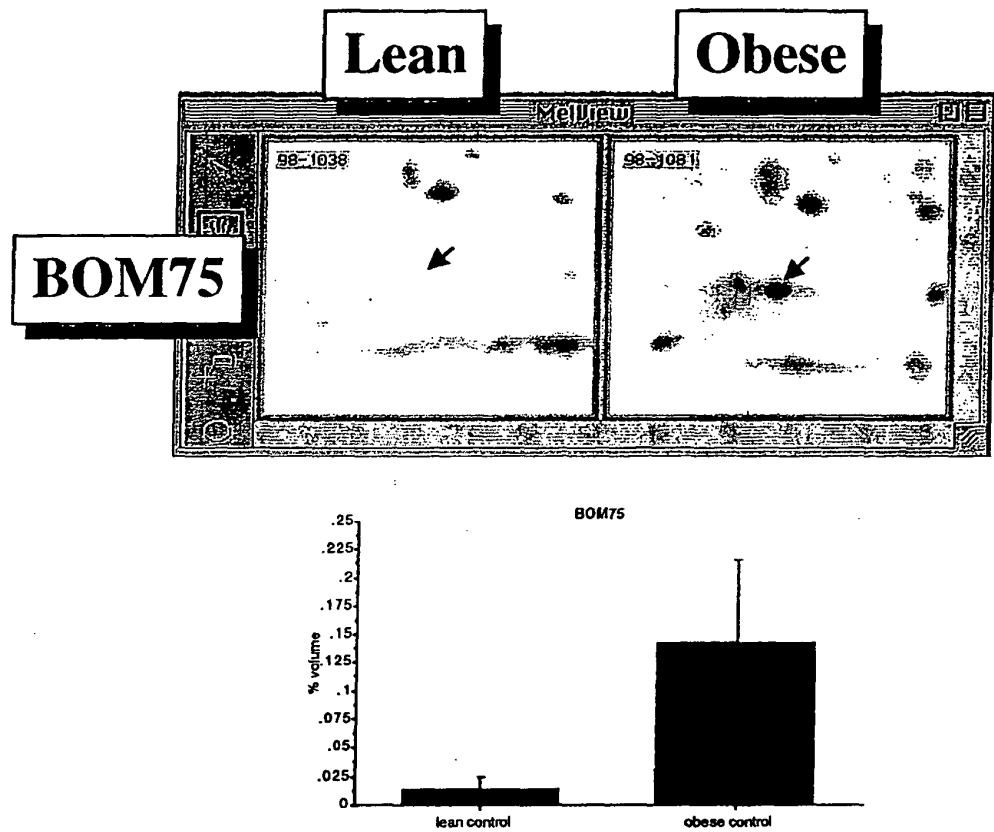 Lean
Obese
MelView
98-1038
98-1081
BOM75
BOM75
.25
.225
.2
.175
.15
.125
.1
.075
.05
.025
0
% volume
lean control
obese control